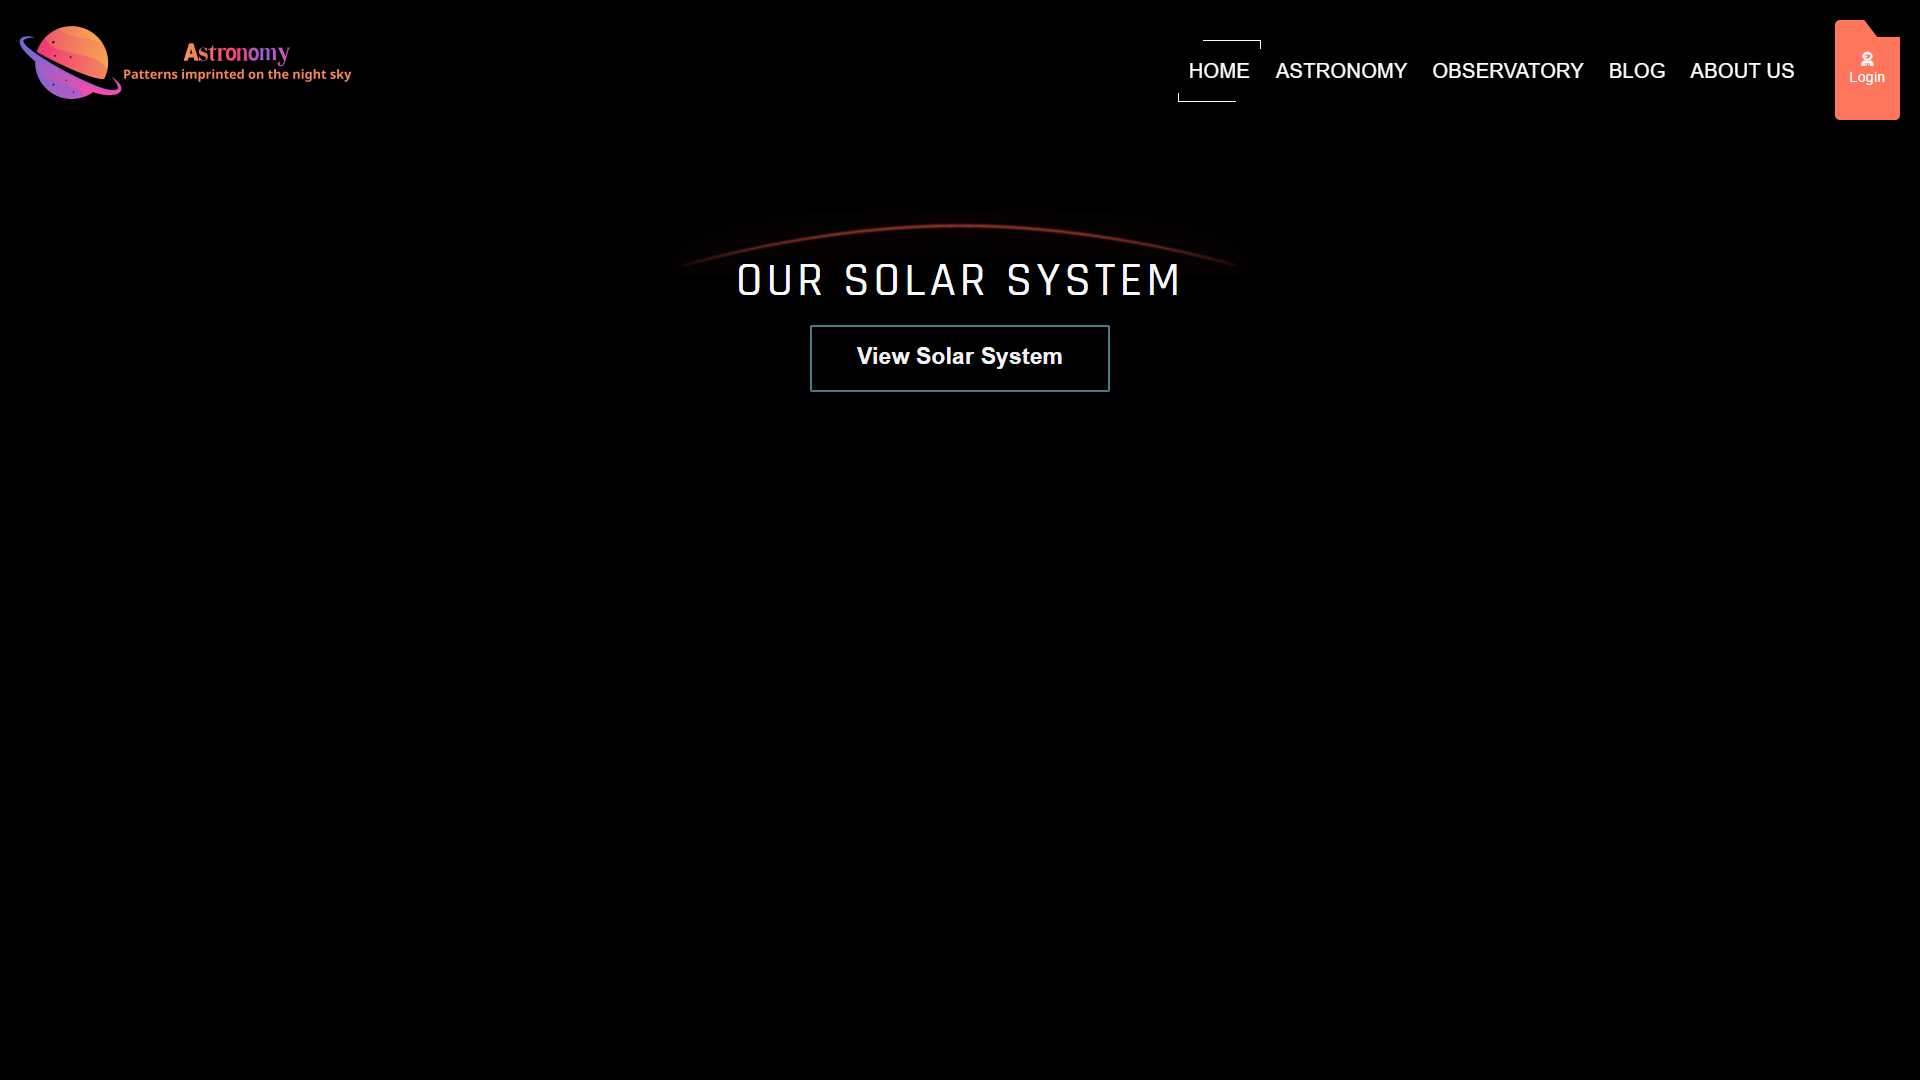 Astronomy
Patterns imprinted on the night sky
HOME ASTRONOMY OBSERVATORY BLOG ABOUT US
Login
OUR SOLAR SYSTEM
View Solar System